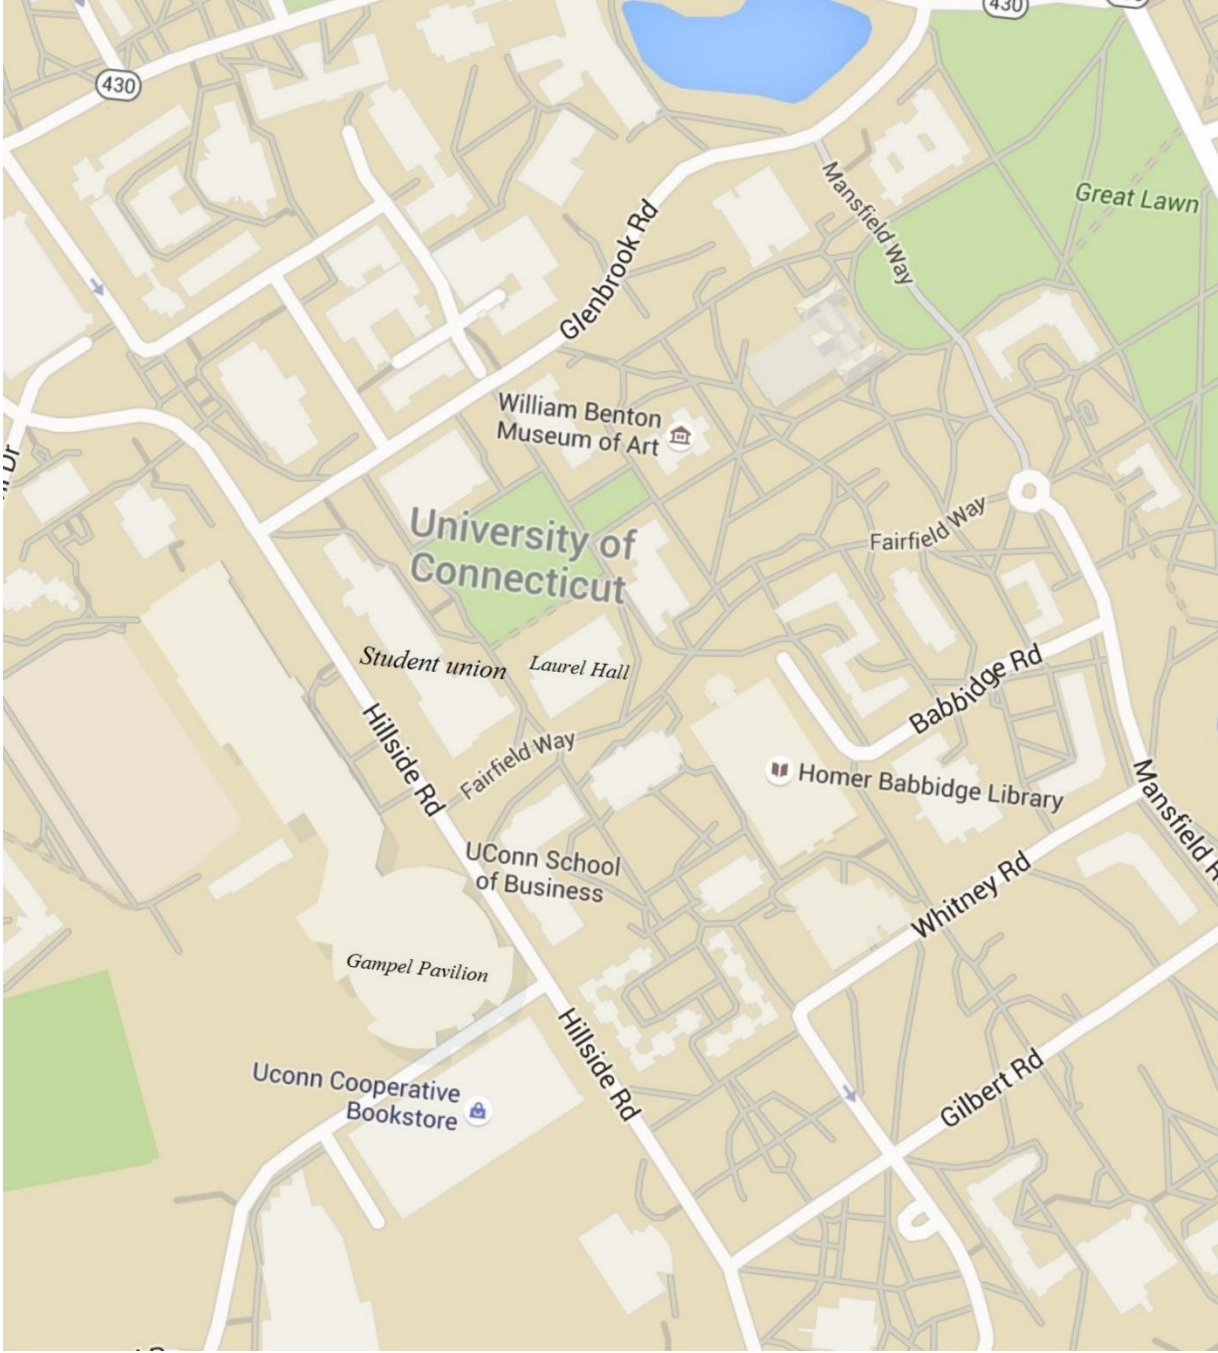 430
430
Mansfield Way
Great Lawn
Glenbrook Rd
William Benton
Museum of Art
Dr
University of
Connecticut
Fairfield Way
Student union
Laurel Hall
Babbidge Rd
Hillside Rd
Fairfield Way
Homer Babbidge Library
Mansfield R
UConn School
of Business
Whitney Rd
Gampel Pavilion
Hillside Rd
Gilbert Rd
Uconn Cooperative
Bookstore